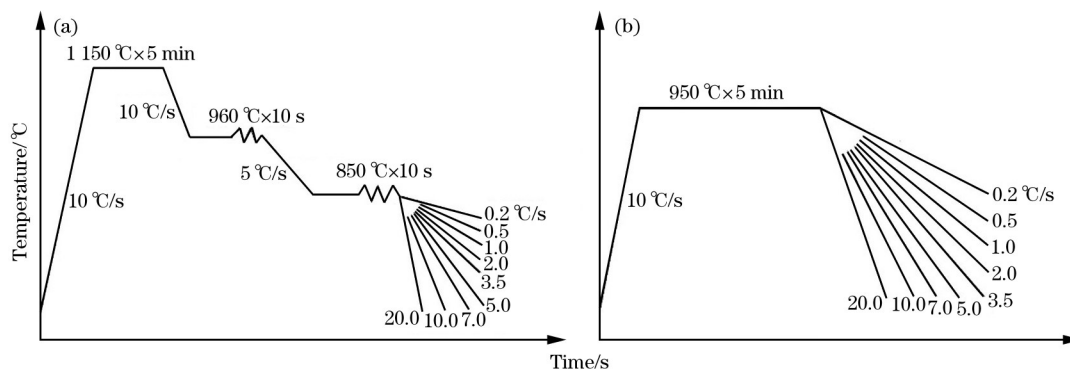 (a)
1 150 ℃×5 min
10 ℃/s
960 ℃×10 s
5 ℃/s
850 ℃×10 s
10 ℃/s
0.2 ℃/s
0.5
1.0
2.0
3.5
5.0
7.0
10.0
20.0
Temperature/℃
(b)
950 ℃×5 min
10 ℃/s
0.2 ℃/s
0.5
1.0
2.0
3.5
5.0
7.0
10.0
20.0
Time/s